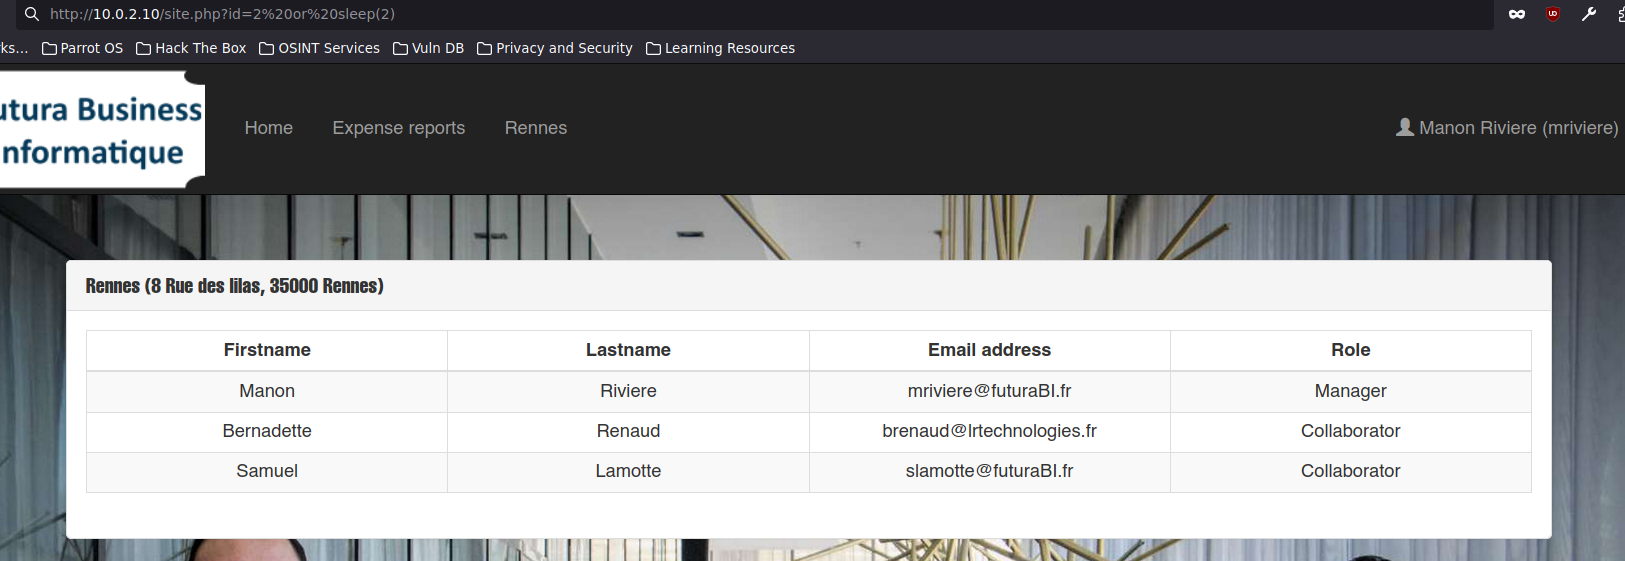 http://10.0.2.10/site.php?id=2%20or%20sleep(2)
ks... Parrot OS Hack The Box OSINT Services Vuln DB Privacy and Security Learning Resources
utura Business
nformatique
Home Expense reports Rennes Manon Riviere (mriviere)
Rennes (8 Rue des lilas, 35000 Rennes)
Firstname Lastname Email address Role
Manon Riviere mriviere@futuraBI.fr Manager
Bernadette Renaud brenaud@lrtechnologies.fr Collaborator
Samuel Lamotte slamotte@futuraBI.fr Collaborator